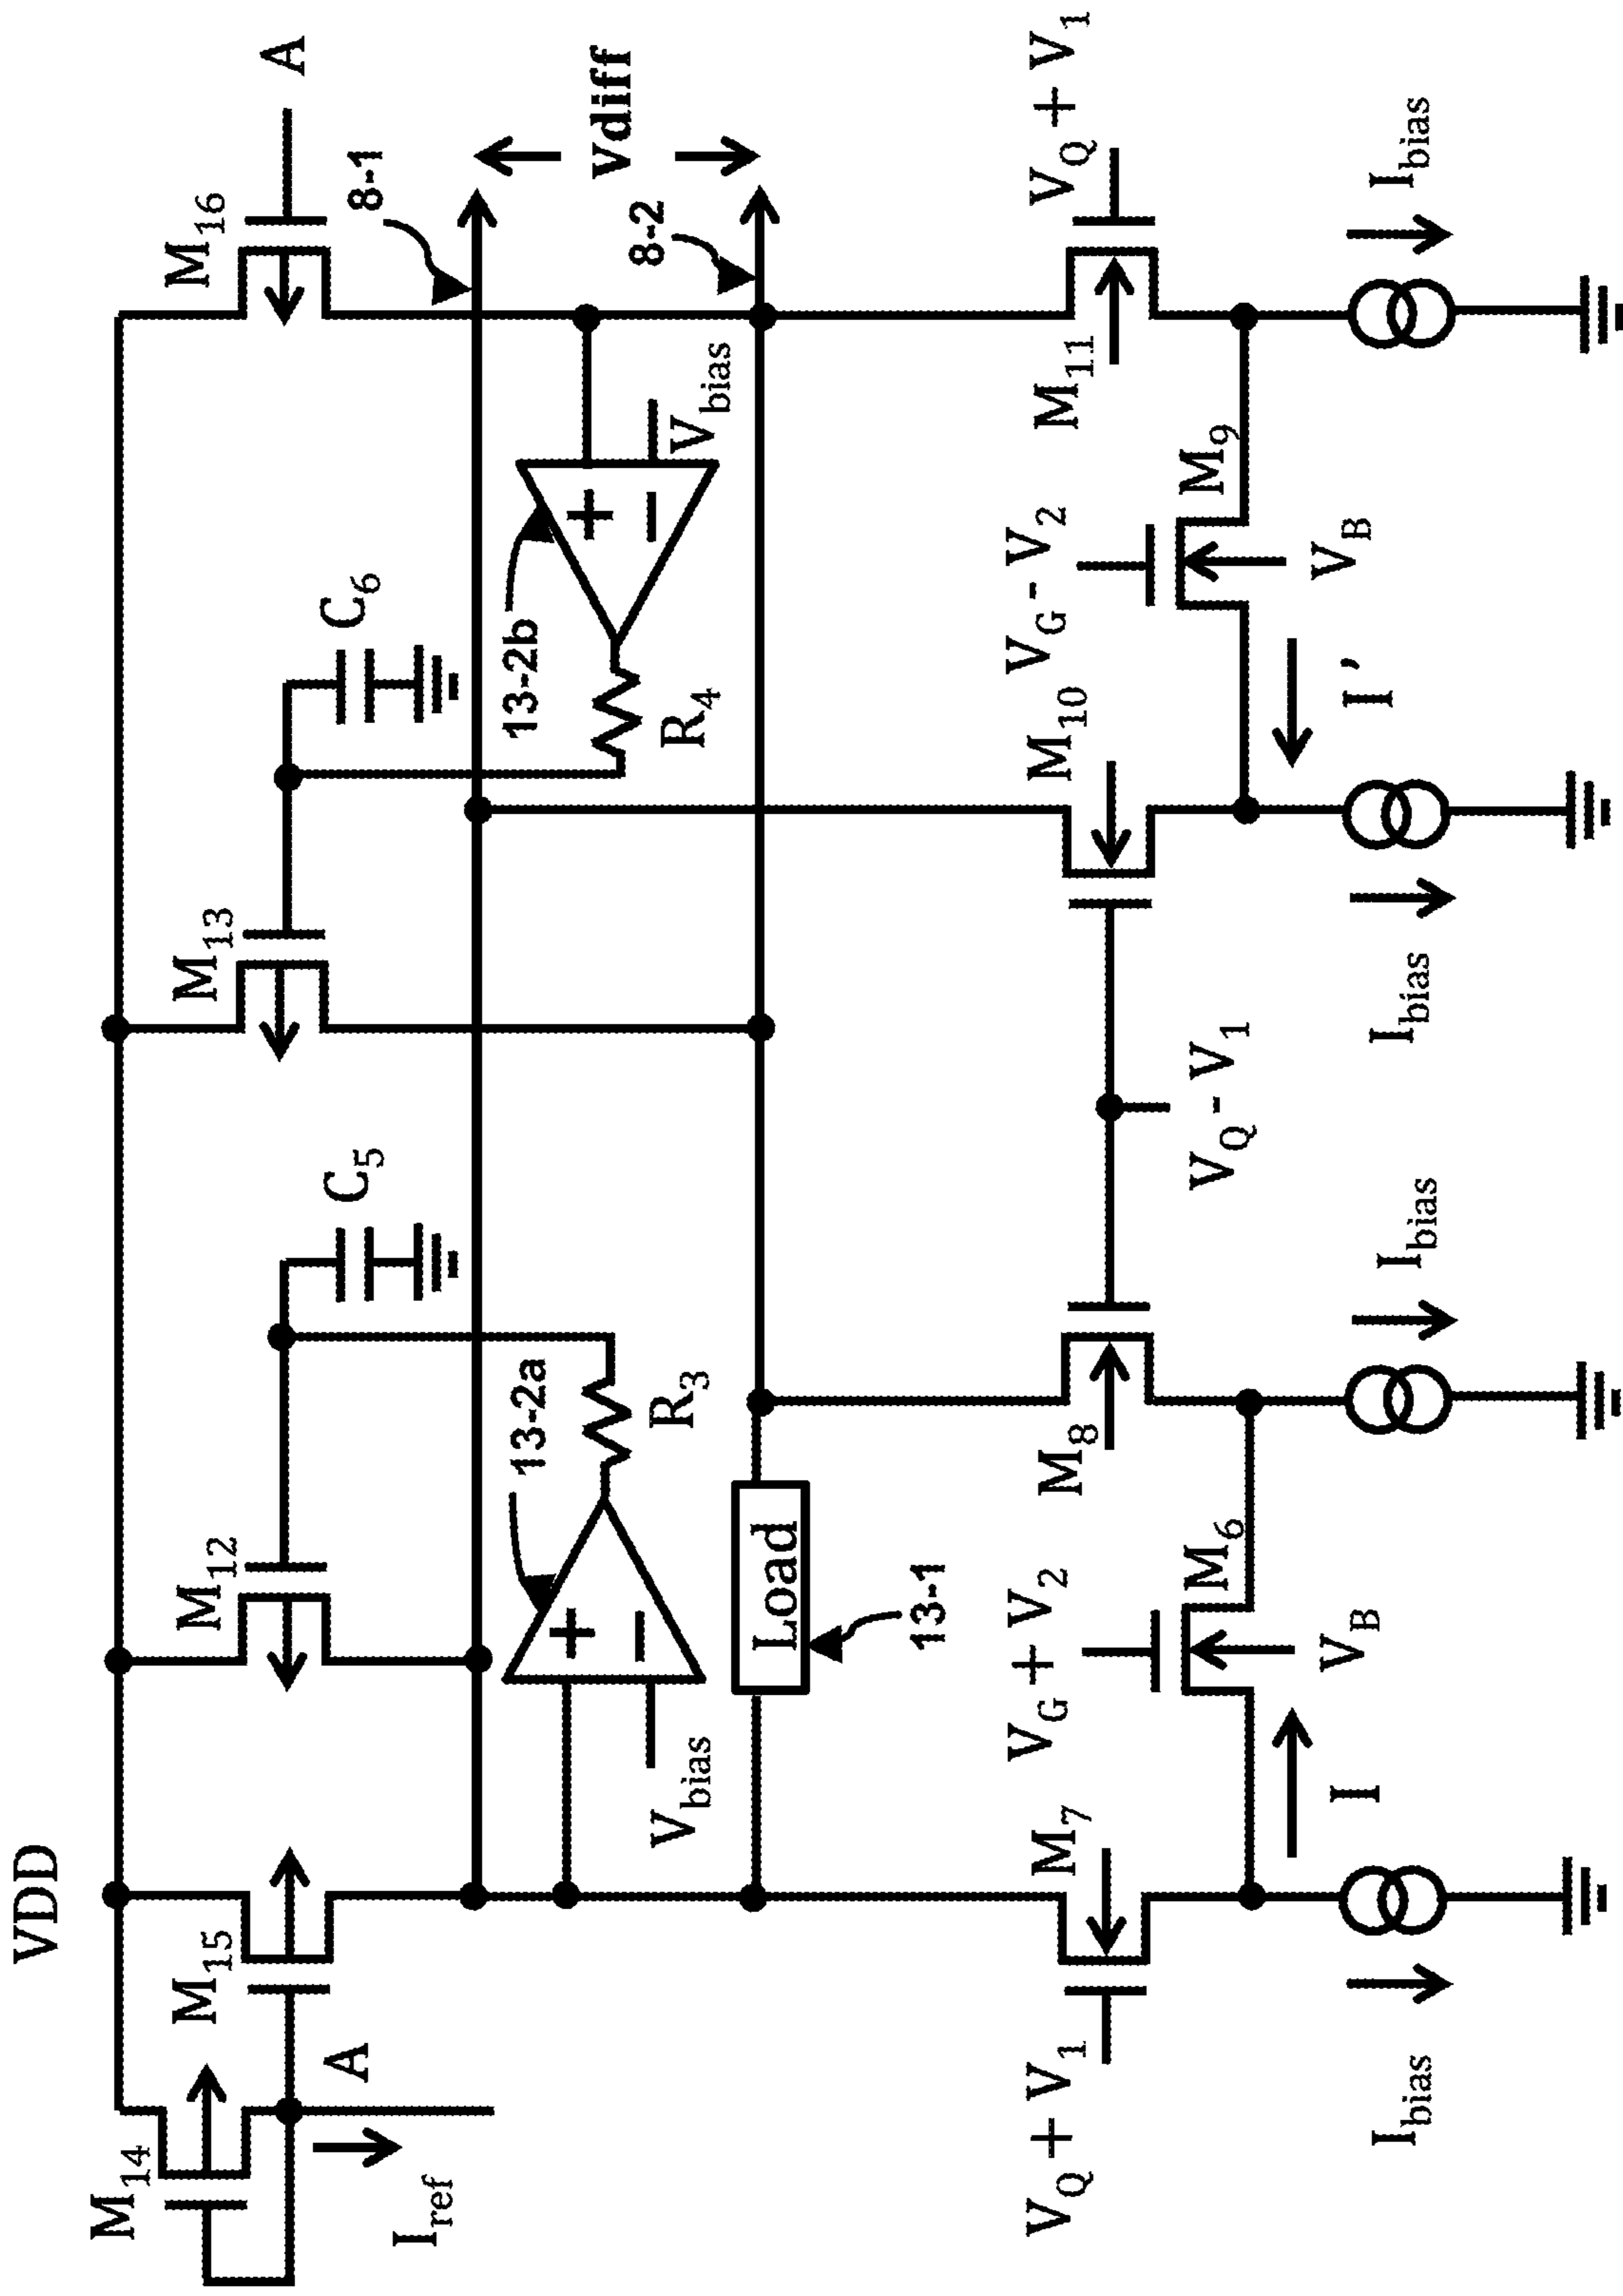 VDD
M14
M15
A
Iref
M12
C5
M13
C6
M16
A
8-1
Vdiff
8-2
13-2a
+
−
Vbias
R3
13-2b
+
−
Vbias
R4
Load
13-1
VQ + V1
M7
M8
VQ - V1
M10
M11
VQ + V1
VG + V2
M6
VB
I
VG - V2
M9
VB
I'
Ibias
Ibias
Ibias
Ibias